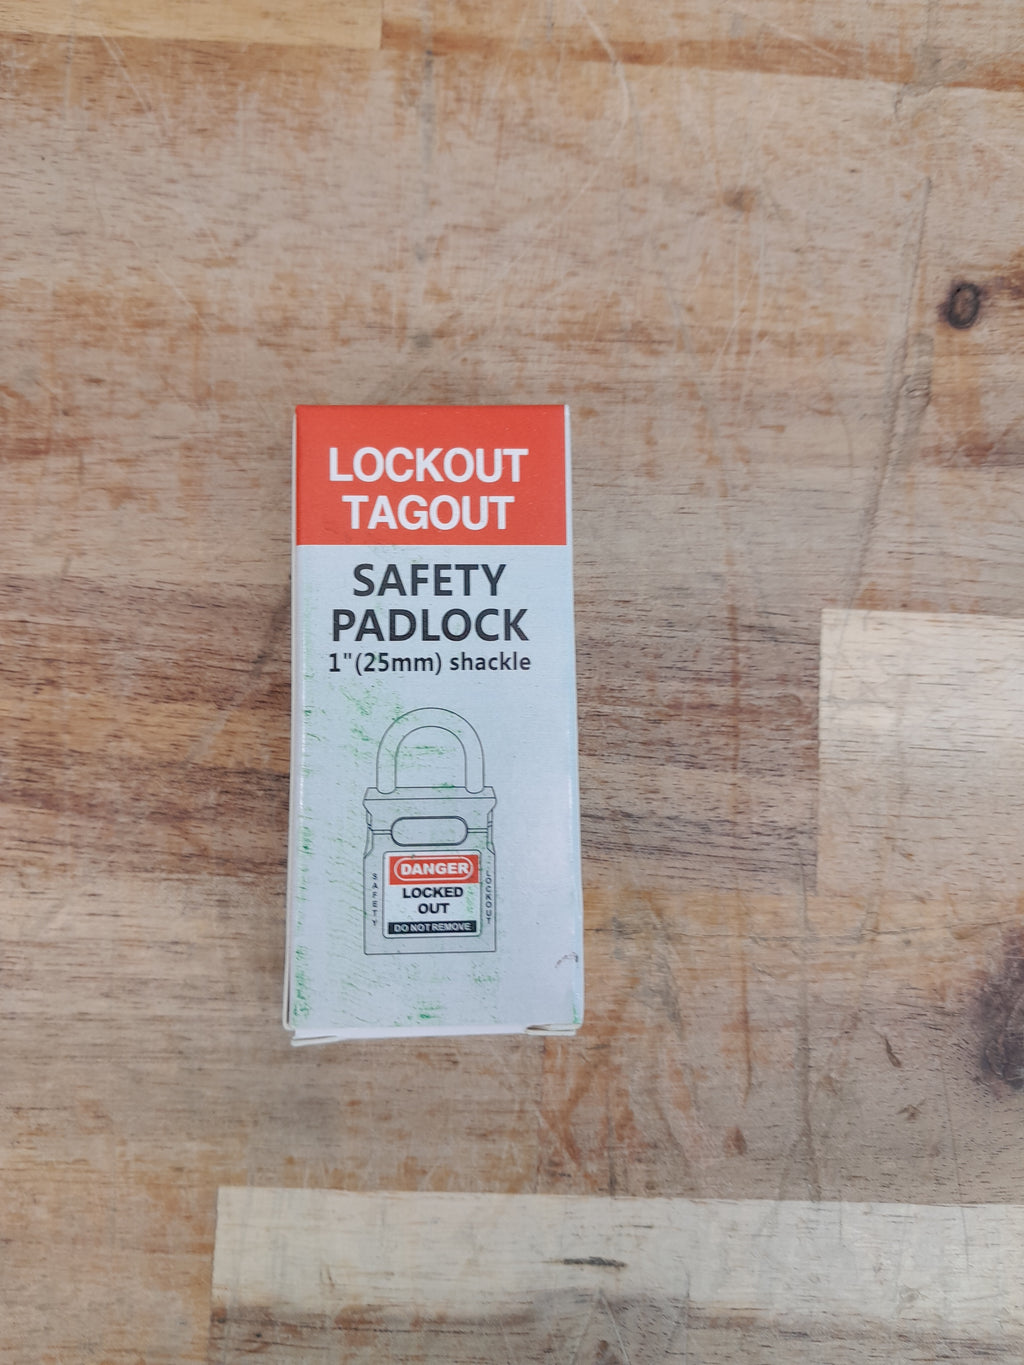 LOCKOUT
TAGOUT
SAFETY
PADLOCK
1"(25mm) shackle
DANGER
LOCKED
OUT
DO NOT REMOVE
SAFETY
LOCKOUT